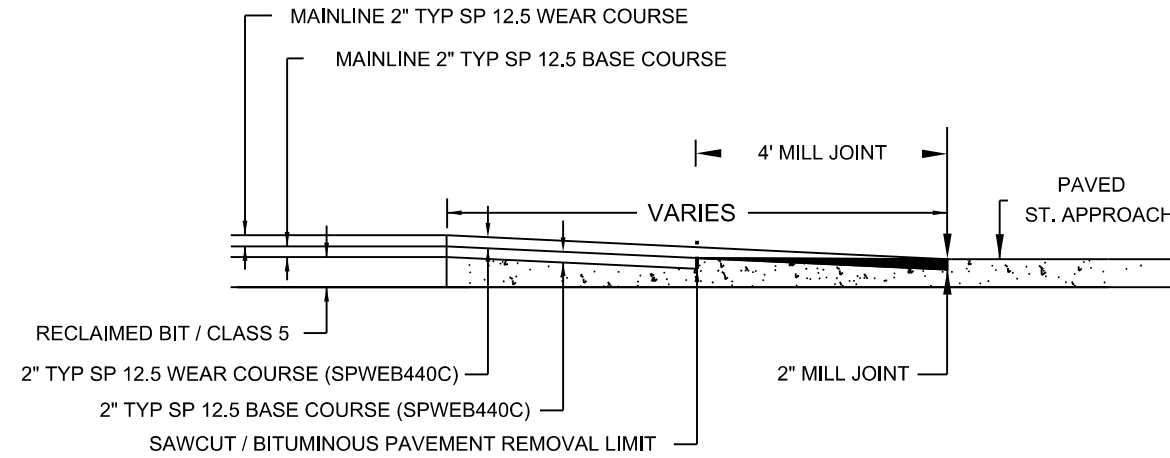 MAINLINE 2" TYP SP 12.5 WEAR COURSE
MAINLINE 2" TYP SP 12.5 BASE COURSE
4' MILL JOINT
PAVED
ST. APPROACH
VARIES
RECLAIMED BIT / CLASS 5
2" TYP SP 12.5 WEAR COURSE (SPWEB440C)
2" MILL JOINT
2" TYP SP 12.5 BASE COURSE (SPWEB440C)
SAWCUT / BITUMINOUS PAVEMENT REMOVAL LIMIT